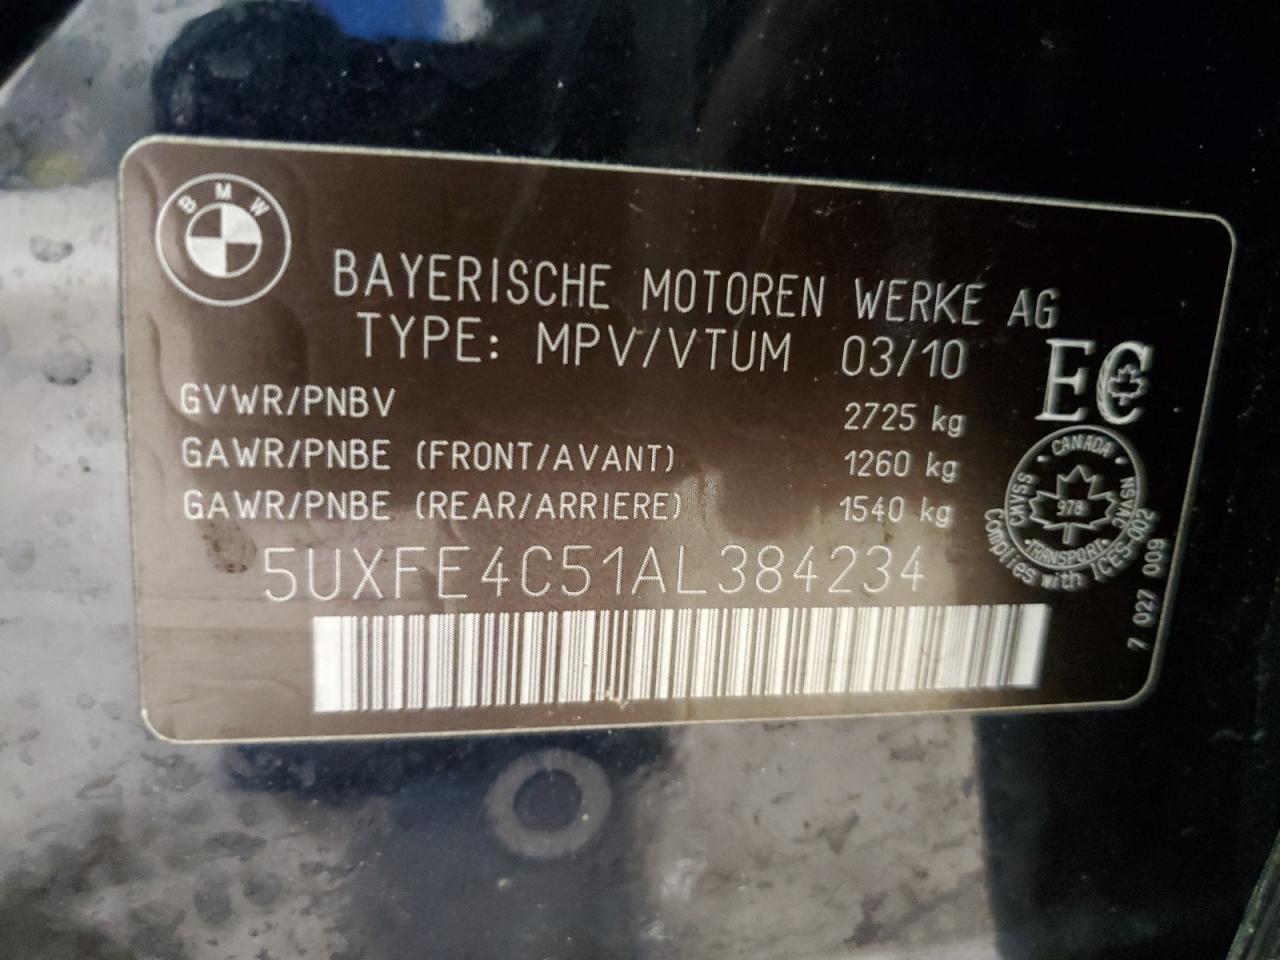 BMW
BAYERISCHE MOTOREN WERKE AG
TYPE: MPV/VTUM 03/10
GVWR/PNBV 2725 kg
GAWR/PNBE (FRONT/AVANT) 1260 kg
GAWR/PNBE (REAR/ARRIERE) 1540 kg
5UXFE4C51AL384234
EC
CANADA
CMVSS
NSVAC
978
TRANSPORT
Complies with ICES-002
7 027 009